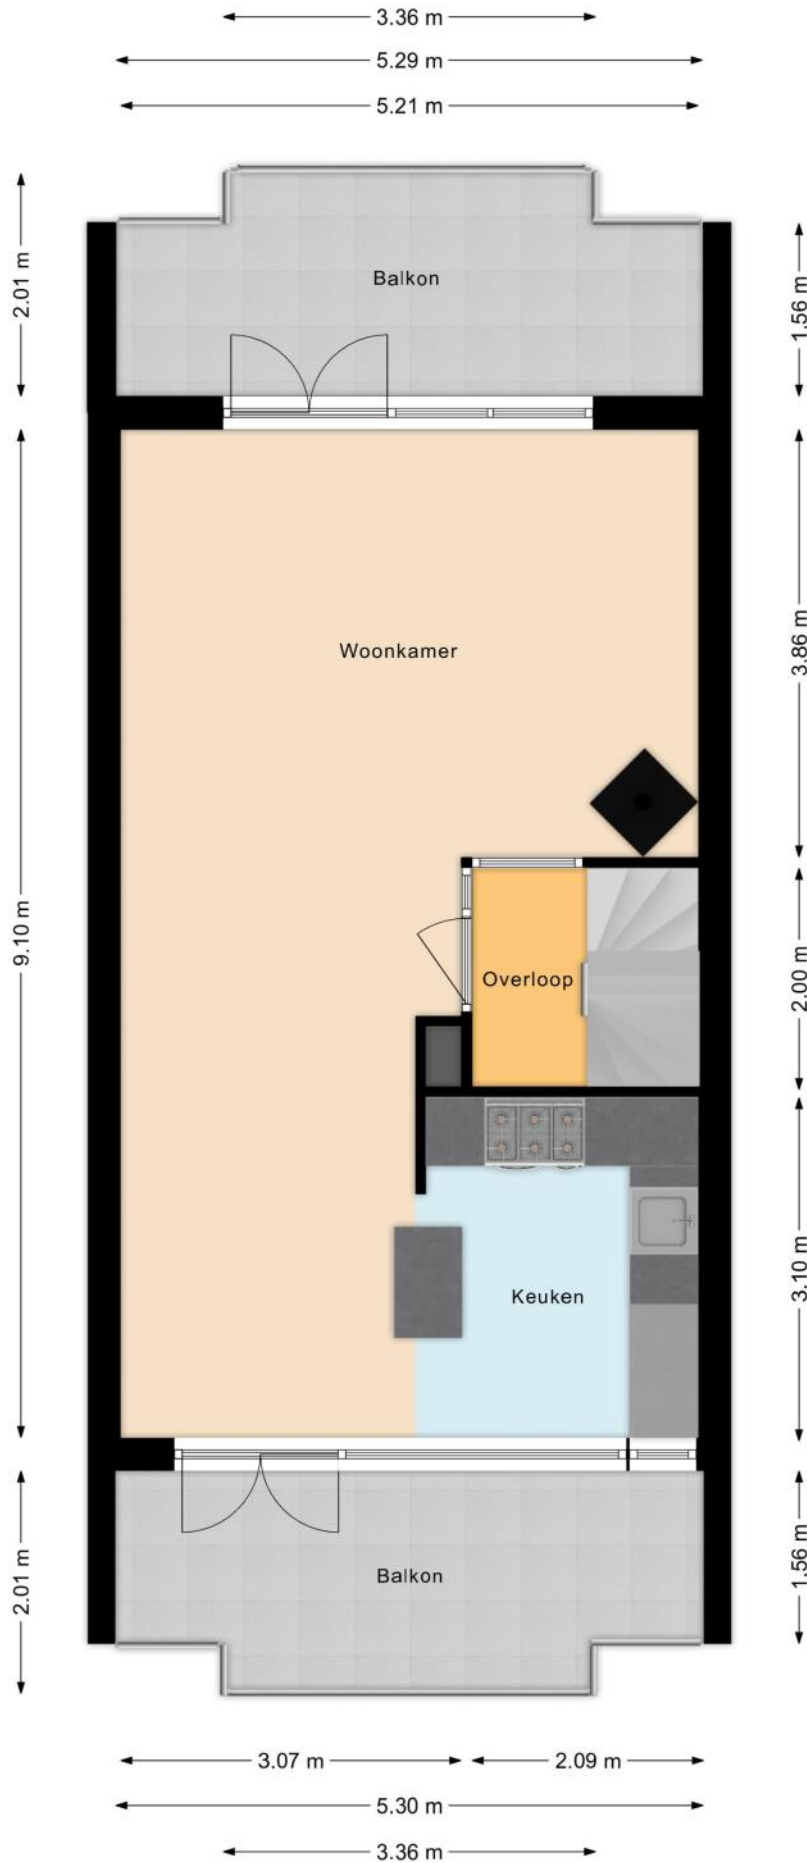 3.36 m
5.29 m
5.21 m
2.01 m
Balkon
1.56 m
Woonkamer
3.86 m
9.10 m
Overloop
2.00 m
Keuken
3.10 m
2.01 m
Balkon
1.56 m
3.07 m
2.09 m
5.30 m
3.36 m